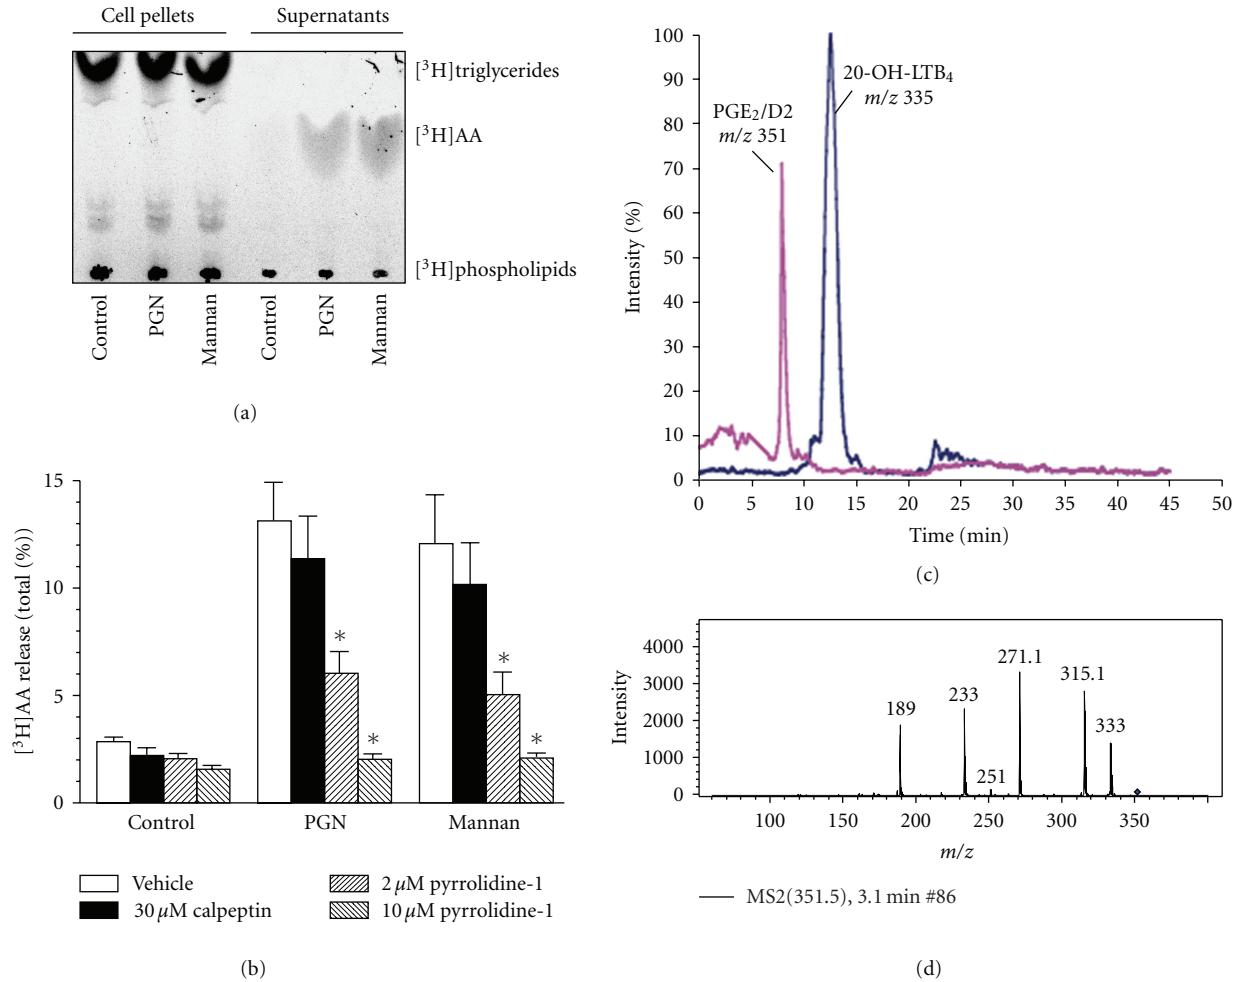 Cell pellets
Supernatants
[³H]triglycerides
[³H]AA
[³H]phospholipids
Control
PGN
Mannan
Control
PGN
Mannan
(a)
[³H]AA release (total (%))
15
10
5
0
*
*
*
*
Control
PGN
Mannan
Vehicle
30 μM calpeptin
2 μM pyrrolidine-1
10 μM pyrrolidine-1
(b)
Intensity (%)
100
90
80
70
60
50
40
30
20
10
0
PGE₂/D2
m/z 351
20-OH-LTB₄
m/z 335
0 5 10 15 20 25 30 35 40 45 50
Time (min)
(c)
Intensity
4000
3000
2000
1000
0
189
233
251
271.1
315.1
333
100 150 200 250 300 350
m/z
MS2(351.5), 3.1 min #86
(d)